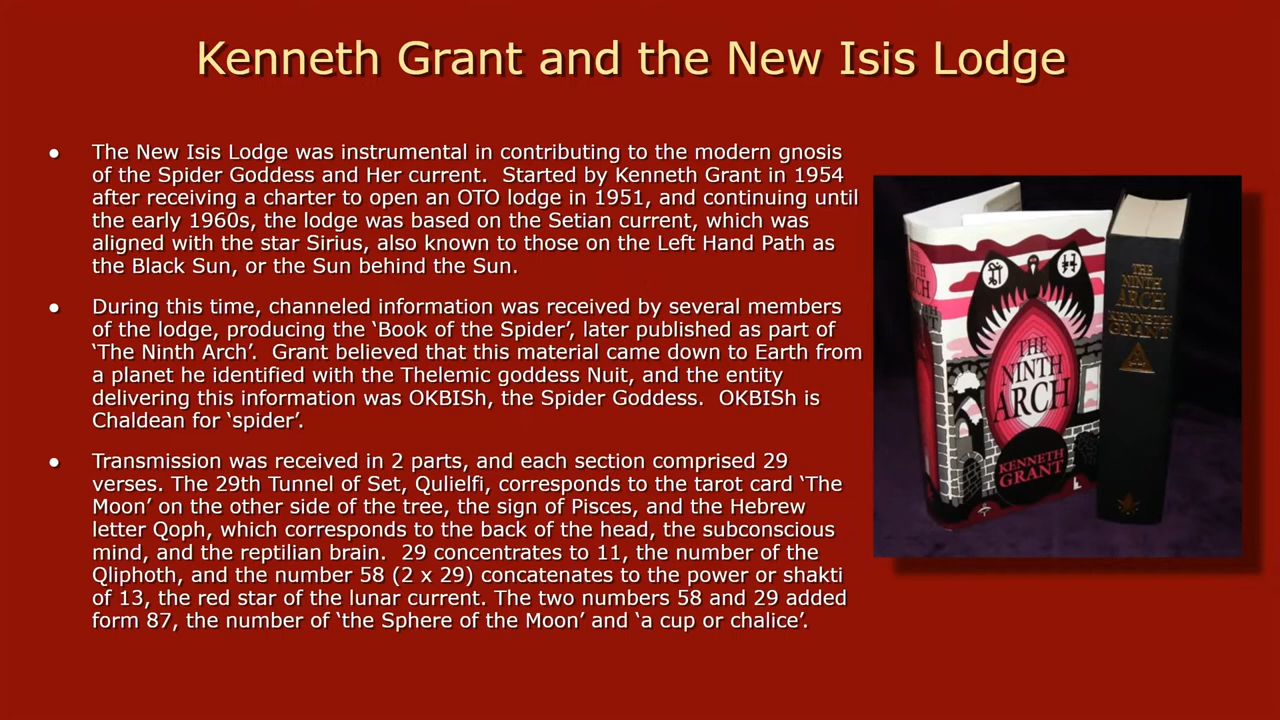 Kenneth Grant and the New Isis Lodge
● The New Isis Lodge was instrumental in contributing to the modern gnosis
of the Spider Goddess and Her current.  Started by Kenneth Grant in 1954
after receiving a charter to open an OTO lodge in 1951, and continuing until
the early 1960s, the lodge was based on the Setian current, which was
aligned with the star Sirius, also known to those on the Left Hand Path as
the Black Sun, or the Sun behind the Sun.
● During this time, channeled information was received by several members
of the lodge, producing the ‘Book of the Spider’, later published as part of
‘The Ninth Arch’.  Grant believed that this material came down to Earth from
a planet he identified with the Thelemic goddess Nuit, and the entity
delivering this information was OKBISh, the Spider Goddess.  OKBISh is
Chaldean for ‘spider’.
● Transmission was received in 2 parts, and each section comprised 29
verses. The 29th Tunnel of Set, Qulielfi, corresponds to the tarot card ‘The
Moon’ on the other side of the tree, the sign of Pisces, and the Hebrew
letter Qoph, which corresponds to the back of the head, the subconscious
mind, and the reptilian brain.  29 concentrates to 11, the number of the
Qliphoth, and the number 58 (2 x 29) concatenates to the power or shakti
of 13, the red star of the lunar current. The two numbers 58 and 29 added
form 87, the number of ‘the Sphere of the Moon’ and ‘a cup or chalice’.
THE
NINTH
ARCH
KENNETH
GRANT
THE
NINTH
ARCH
KENNETH
GRANT